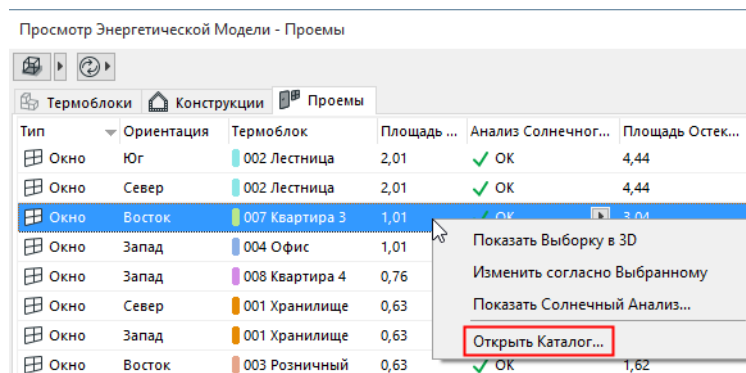 Просмотр Энергетической Модели - Проемы
Термоблоки Конструкции Проемы
Тип Ориентация Термоблок Площадь ... Анализ Солнечног... Площадь Остек...
Окно Юг 002 Лестница 2,01 OK 4,44
Окно Север 002 Лестница 2,01 OK 4,44
Окно Восток 007 Квартира 3 1,01 OK 3,04
Окно Запад 004 Офис 1,01
Окно Запад 008 Квартира 4 0,76
Окно Север 001 Хранилище 0,63
Окно Запад 001 Хранилище 0,63
Окно Восток 003 Розничный 0,63 OK 1,62
Показать Выборку в 3D
Изменить согласно Выбранному
Показать Солнечный Анализ...
Открыть Каталог...